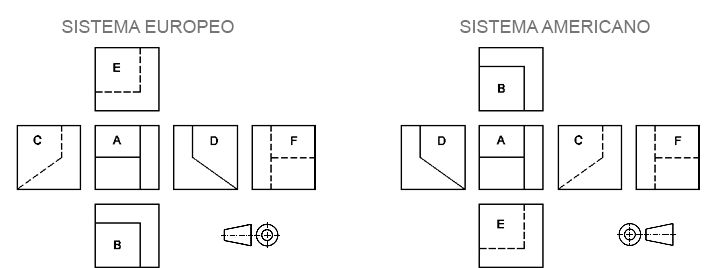 SISTEMA EUROPEO
E
C A D F
B
SISTEMA AMERICANO
B
D A C F
E